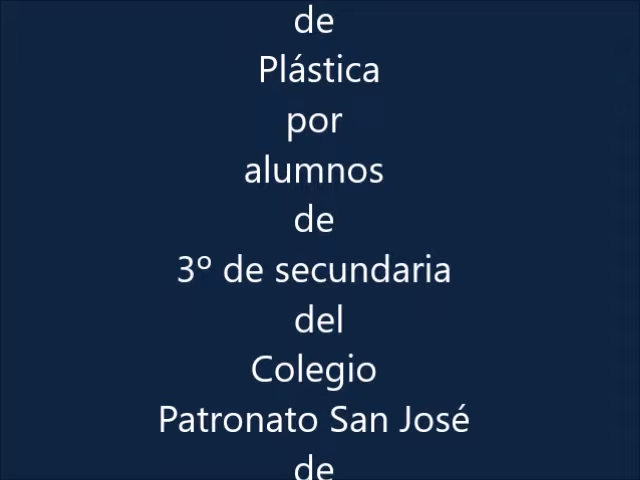 de
Plástica
por
alumnos
de
3º de secundaria
del
Colegio
Patronato San José
de